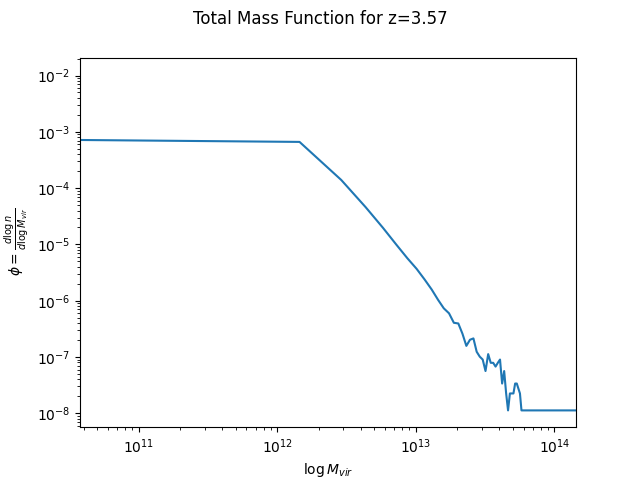 Total Mass Function for z=3.57
10⁻²
10⁻³
10⁻⁴
10⁻⁵
10⁻⁶
10⁻⁷
10⁻⁸
ϕ = d log n / d log M_vir
10¹¹ 10¹² 10¹³ 10¹⁴
log M_vir